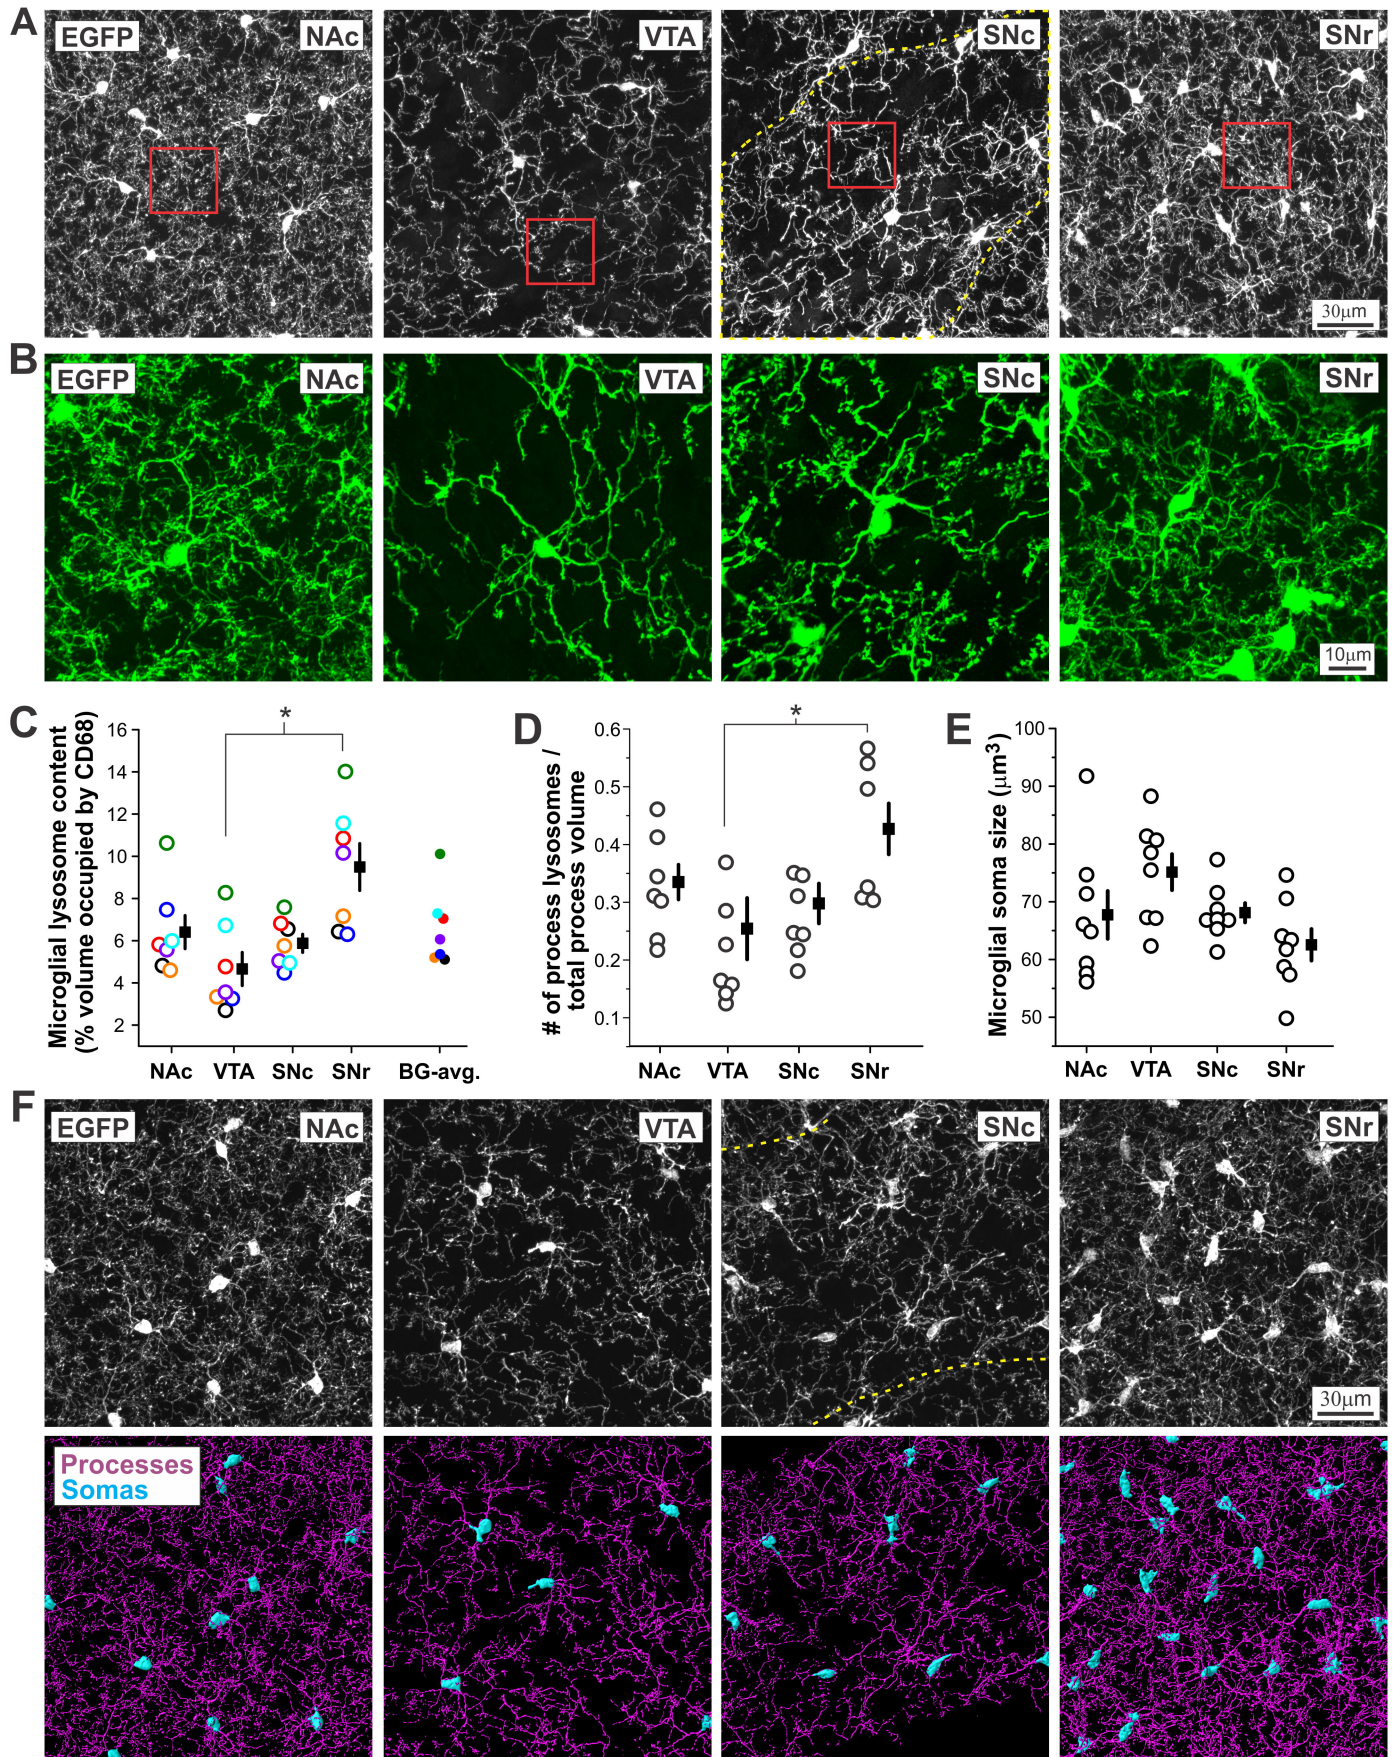 A
EGFP NAc VTA SNc SNr
30μm
B
EGFP NAc VTA SNc SNr
10μm
C
Microglial lysosome content
(% volume occupied by CD68)
16
14
12
10
8
6
4
2
*
NAc VTA SNc SNr BG-avg.
D
# of process lysosomes /
total process volume
0.6
0.5
0.4
0.3
0.2
0.1
*
NAc VTA SNc SNr
E
Microglial soma size (μm3)
100
90
80
70
60
50
NAc VTA SNc SNr
F
EGFP NAc VTA SNc SNr
30μm
Processes
Somas